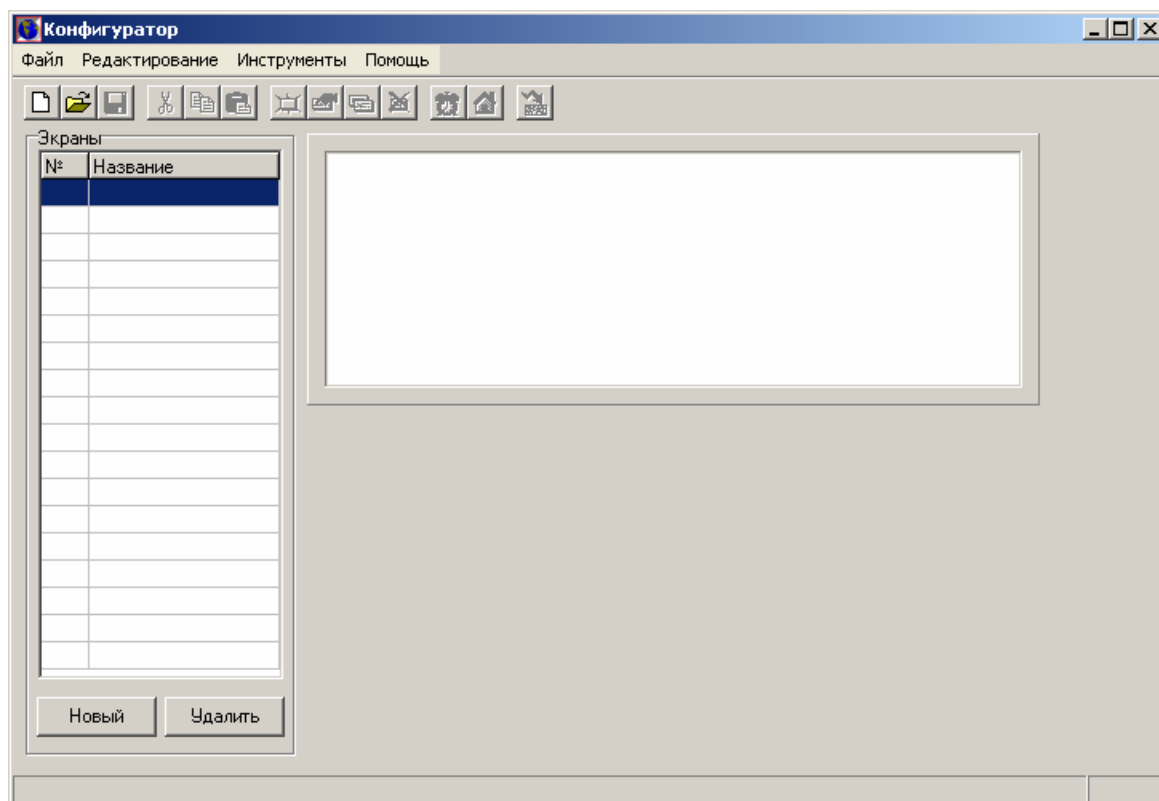 Конфигуратор
Файл Редактирование Инструменты Помощь
Экраны
№ Название
Новый Удалить